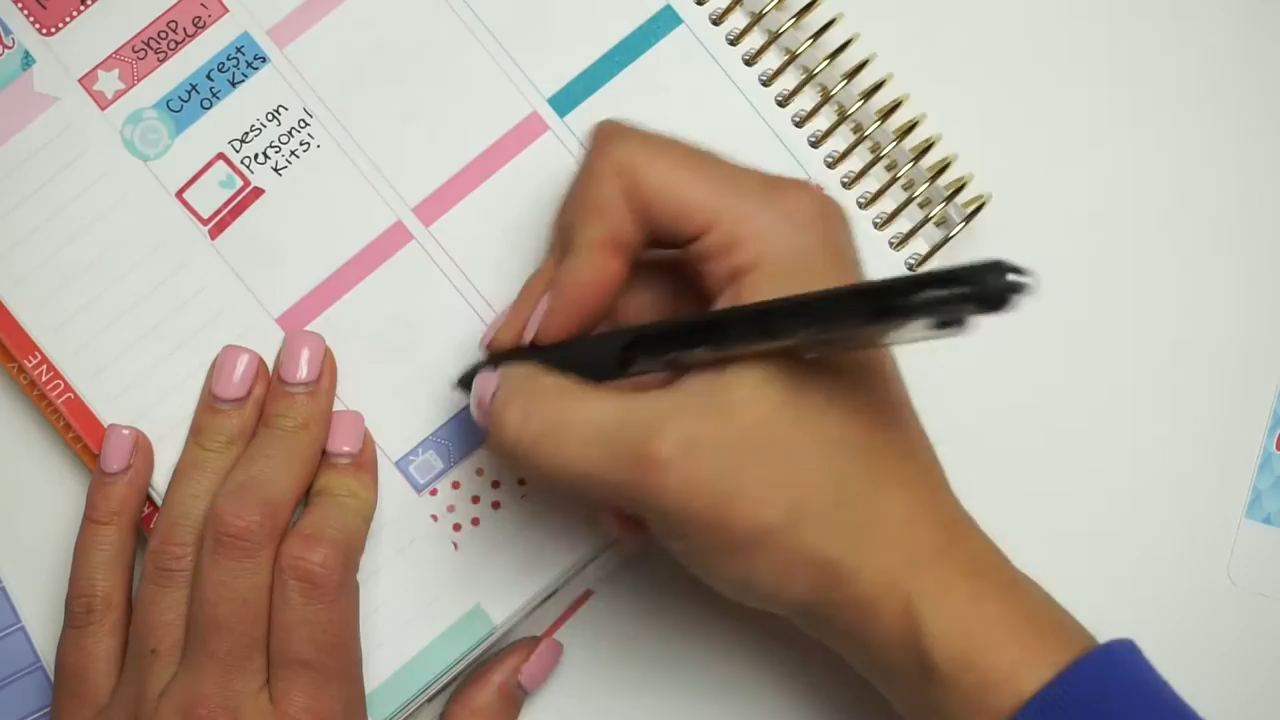 Shop
sale!
Cut rest
of Kits
Design
Personal
Kits!
JUNE